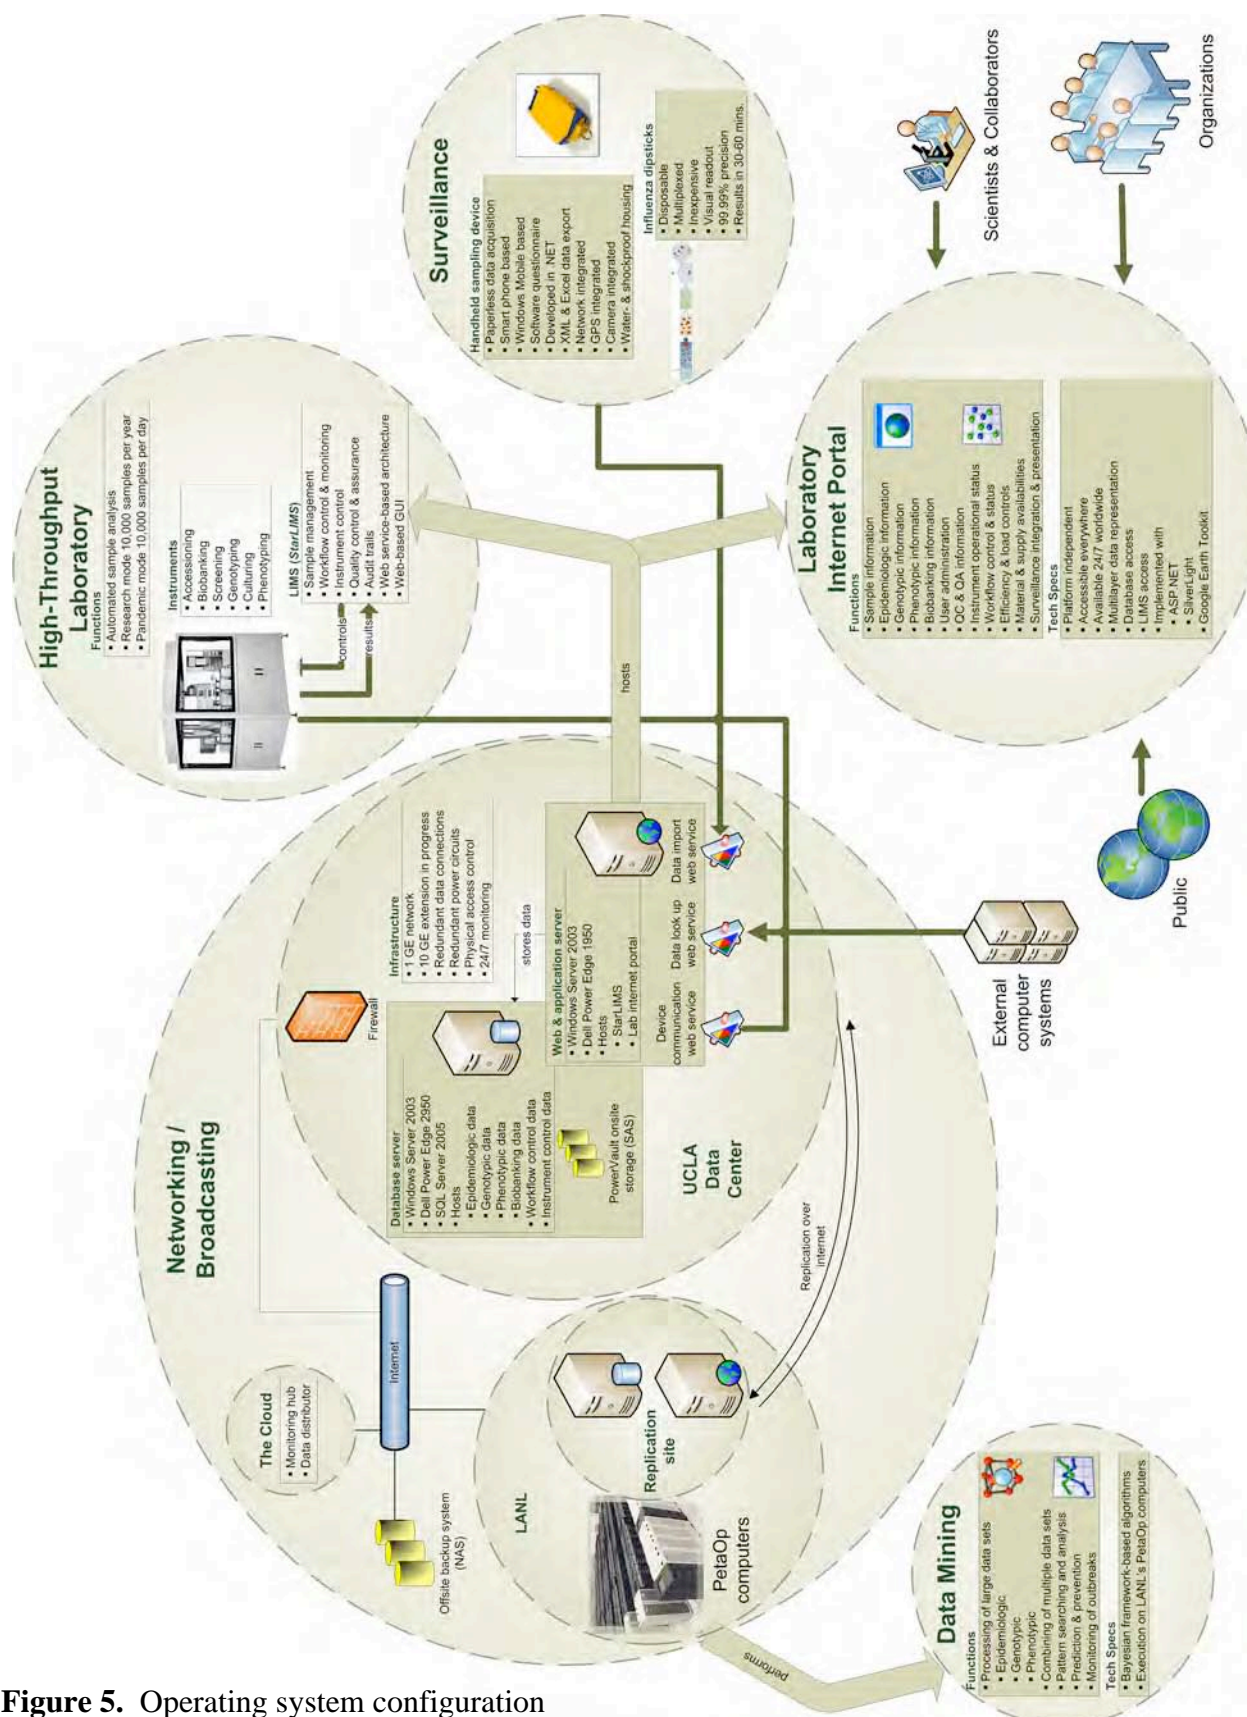 Networking /
Broadcasting
The Cloud
▪ Monitoring hub
▪ Data distributor
Internet
Offsite backup system
(NAS)
Firewall
LANL
Replication
site
PetaOp
computers
Replication over
internet
performs
Infrastructure
▪ 1 GE network
▪ 10 GE extension in progress
▪ Redundant data connections
▪ Redundant power circuits
▪ Physical access control
▪ 24/7 monitoring
Database server
▪ Windows Server 2003
▪ Dell Power Edge 2950
▪ SQL Server 2005
▪ Hosts
▪ Epidemiologic data
▪ Genotypic data
▪ Phenotypic data
▪ Biobanking data
▪ Workflow control data
▪ Instrument control data
PowerVault onsite
storage (SAS)
stores data
Web & application server
▪ Windows Server 2003
▪ Dell Power Edge 1950
▪ Hosts
▪ StarLIMS
▪ Lab internet portal
Device
communication
web service
Data look up
web service
Data import
web service
UCLA
Data
Center
hosts
High-Throughput
Laboratory
Functions
▪ Automated sample analysis
▪ Research mode 10,000 samples per year
▪ Pandemic mode 10,000 samples per day
Instruments
▪ Accessioning
▪ Biobanking
▪ Screening
▪ Genotyping
▪ Culturing
▪ Phenotyping
LIMS (StarLIMS)
▪ Sample management
▪ Workflow control & monitoring
▪ Instrument control
▪ Quality control & assurance
▪ Audit trails
▪ Web service-based architecture
▪ Web-based GUI
controls
results
Surveillance
Handheld sampling device
▪ Paperless data acquisition
▪ Smart phone based
▪ Windows Mobile based
▪ Software questionnaire
▪ Developed in .NET
▪ XML & Excel data export
▪ Network integrated
▪ GPS integrated
▪ Camera integrated
▪ Water- & shockproof housing
Influenza dipsticks
▪ Disposable
▪ Multiplexed
▪ Inexpensive
▪ Visual readout
▪ 99.99% precision
▪ Results in 30-60 mins.
Laboratory
Internet Portal
Functions
▪ Sample information
▪ Epidemiologic information
▪ Genotypic information
▪ Phenotypic information
▪ Biobanking information
▪ User administration
▪ QC & QA information
▪ Instrument operational status
▪ Workflow control & status
▪ Efficiency & load controls
▪ Material & supply availabilities
▪ Surveillance integration & presentation
Tech Specs
▪ Platform independent
▪ Accessible everywhere
▪ Available 24/7 worldwide
▪ Multilayer data representation
▪ Database access
▪ LIMS access
▪ Implemented with
▪ ASP.NET
▪ SilverLight
▪ Google Earth Toolkit
Scientists & Collaborators
Organizations
Public
External
computer
systems
Data Mining
Functions
▪ Processing of large data sets
▪ Epidemiologic
▪ Genotypic
▪ Phenotypic
▪ Combining of multiple data sets
▪ Pattern searching and analysis
▪ Prediction & prevention
▪ Monitoring of outbreaks
Tech Specs
▪ Bayesian framework-based algorithms
▪ Execution on LANL's PetaOp computers
Figure 5. Operating system configuration